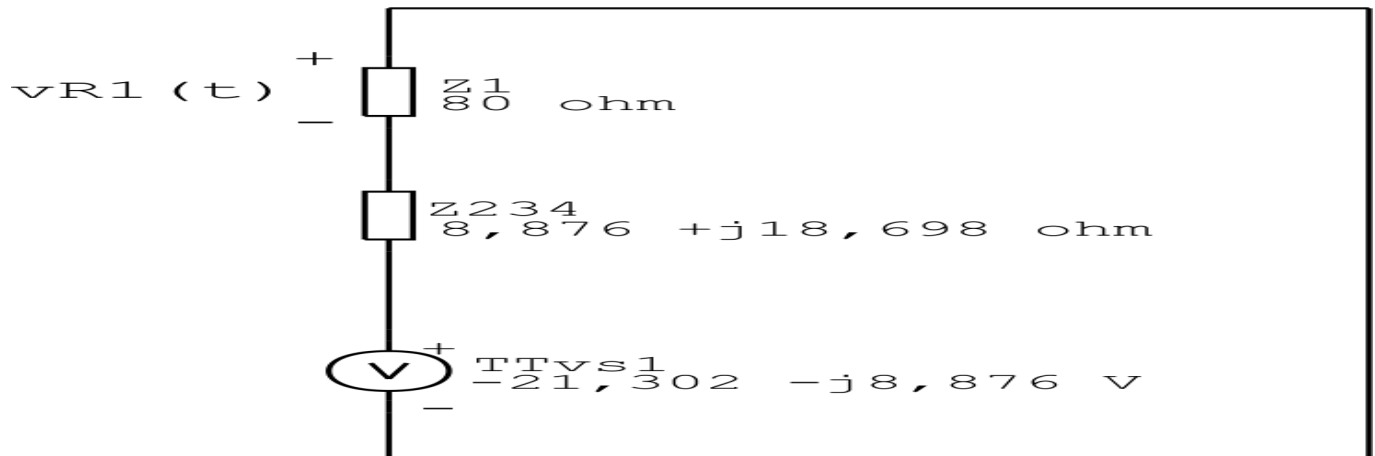 +
vR1 (t)
-
Z1
80 ohm
Z234
8,876 +j18,698 ohm
+
V
TTvs1
-21,302 -j8,876 V
-